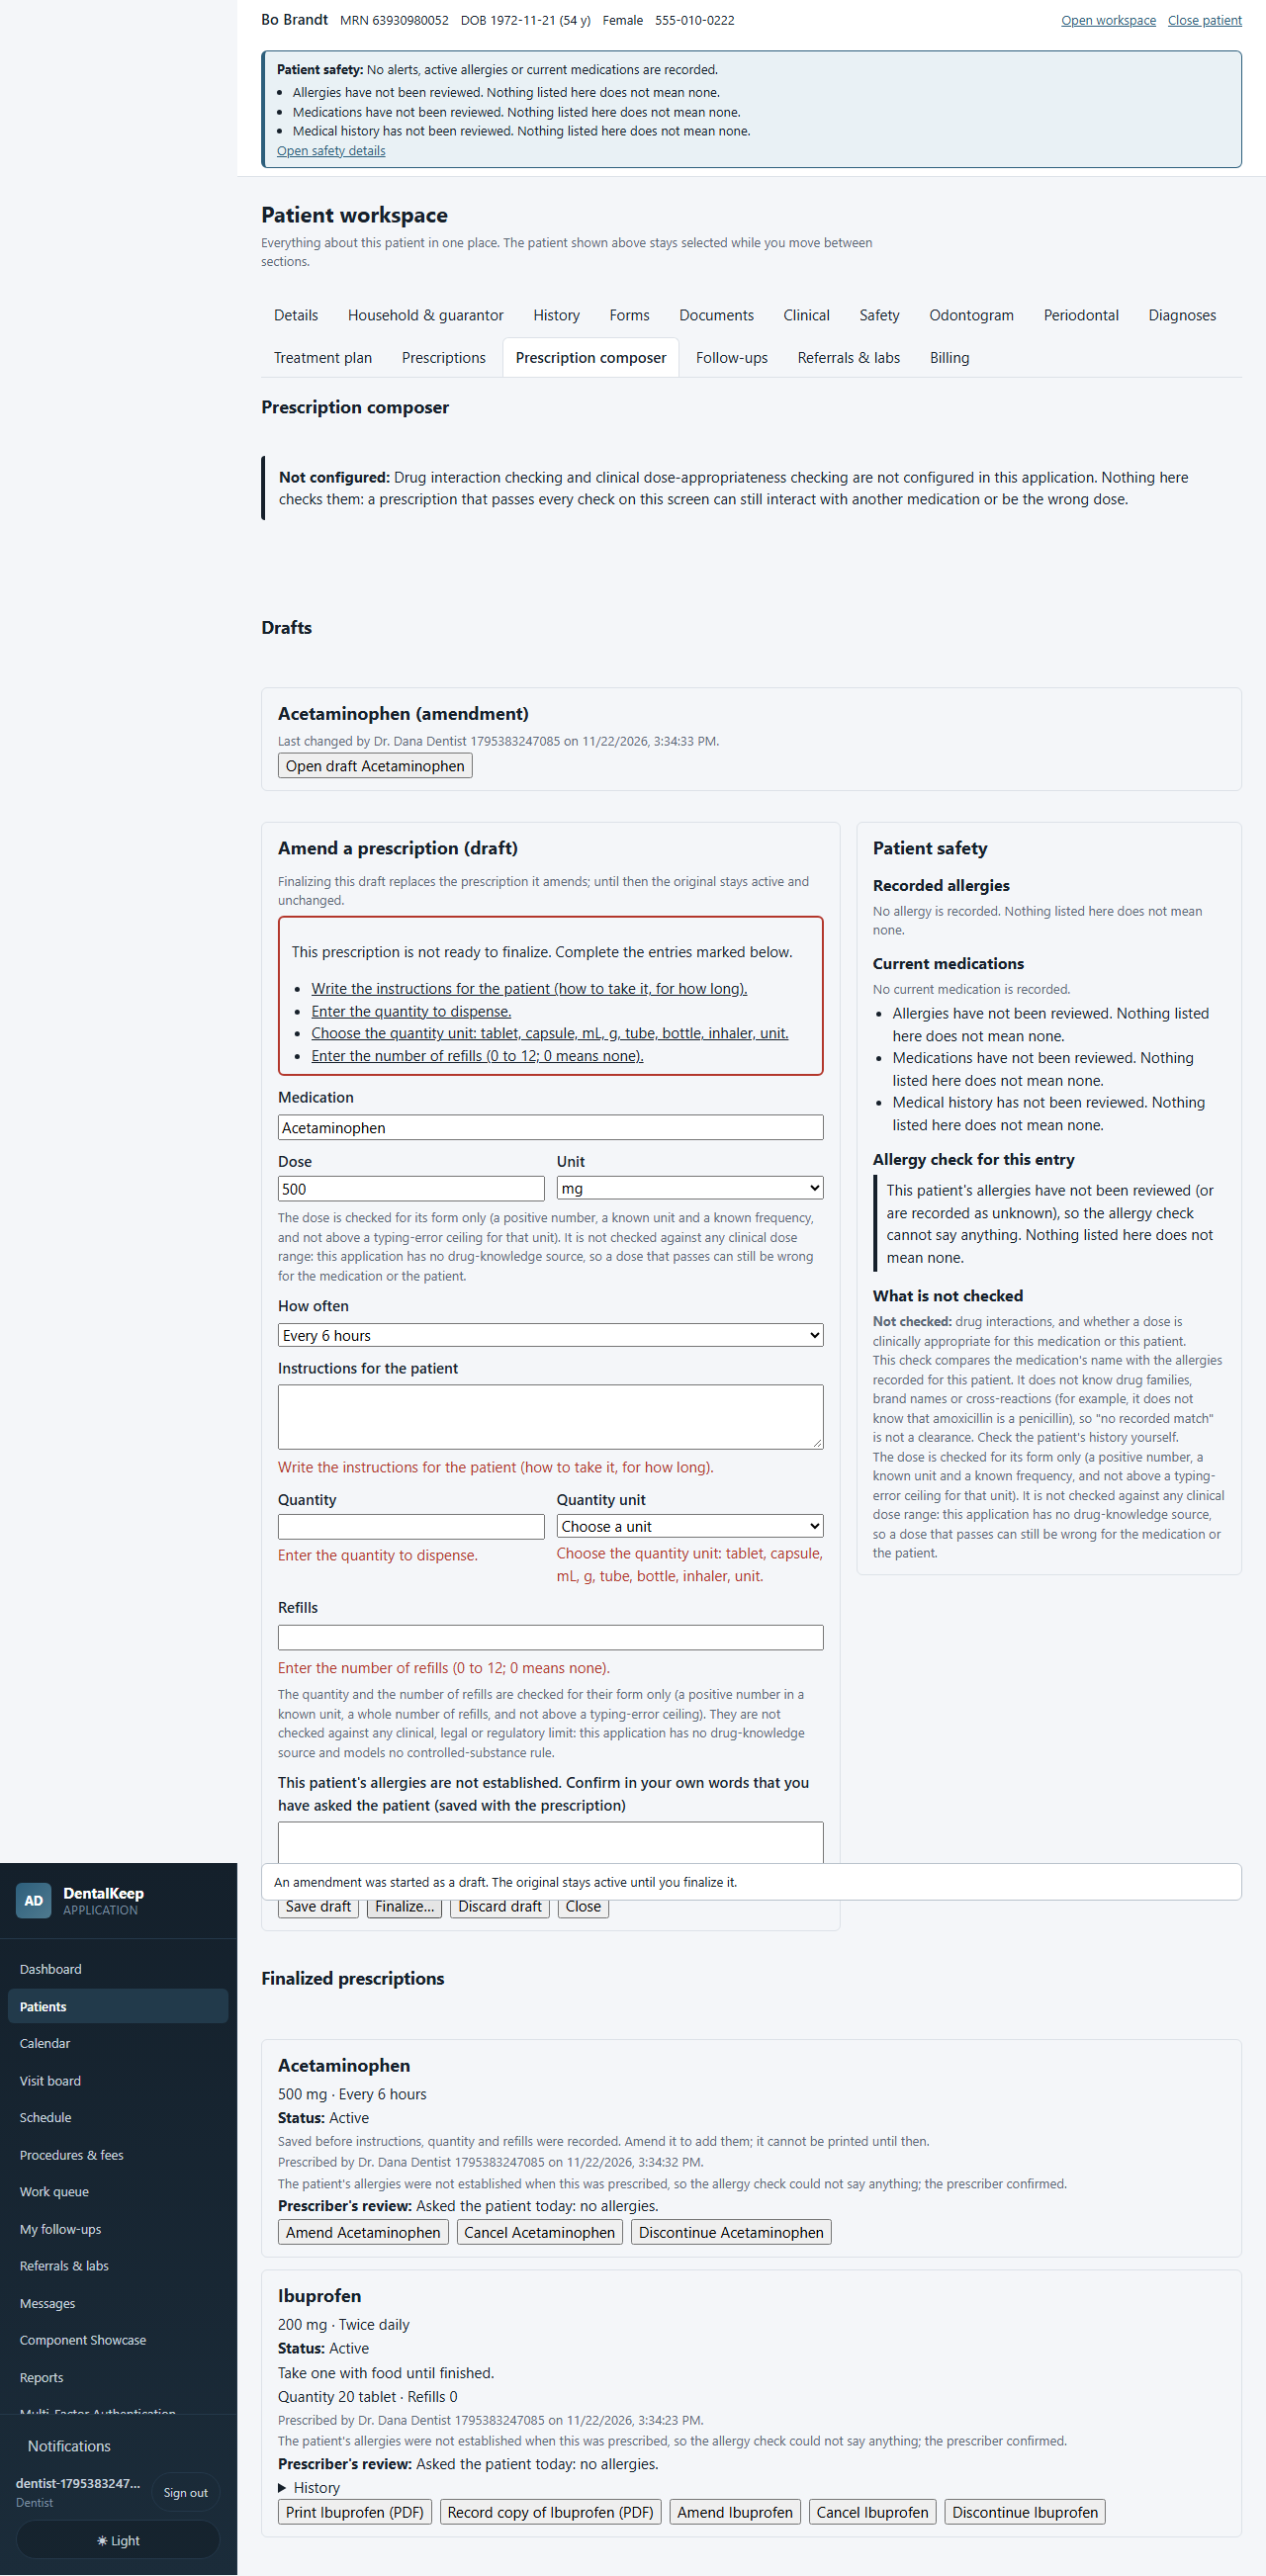 Bo Brandt MRN 63930980052 DOB 1972-11-21 (54 y) Female 555-010-0222 Open workspace Close patient
Patient safety: No alerts, active allergies or current medications are recorded.
Allergies have not been reviewed. Nothing listed here does not mean none.
Medications have not been reviewed. Nothing listed here does not mean none.
Medical history has not been reviewed. Nothing listed here does not mean none.
Open safety details
Patient workspace
Everything about this patient in one place. The patient shown above stays selected while you move between
sections.
Details Household & guarantor History Forms Documents Clinical Safety Odontogram Periodontal Diagnoses
Treatment plan Prescriptions Prescription composer Follow-ups Referrals & labs Billing
Prescription composer
Not configured: Drug interaction checking and clinical dose-appropriateness checking are not configured in this application. Nothing here
checks them: a prescription that passes every check on this screen can still interact with another medication or be the wrong dose.
Drafts
Acetaminophen (amendment)
Last changed by Dr. Dana Dentist 1795383247085 on 11/22/2026, 3:34:33 PM.
Open draft Acetaminophen
Amend a prescription (draft)
Finalizing this draft replaces the prescription it amends; until then the original stays active and
unchanged.
This prescription is not ready to finalize. Complete the entries marked below.
Write the instructions for the patient (how to take it, for how long).
Enter the quantity to dispense.
Choose the quantity unit: tablet, capsule, mL, g, tube, bottle, inhaler, unit.
Enter the number of refills (0 to 12; 0 means none).
Medication
Acetaminophen
Dose Unit
500 mg
The dose is checked for its form only (a positive number, a known unit and a known frequency,
and not above a typing-error ceiling for that unit). It is not checked against any clinical dose
range: this application has no drug-knowledge source, so a dose that passes can still be wrong
for the medication or the patient.
How often
Every 6 hours
Instructions for the patient
Write the instructions for the patient (how to take it, for how long).
Quantity Quantity unit
Choose a unit
Enter the quantity to dispense.
Choose the quantity unit: tablet, capsule,
mL, g, tube, bottle, inhaler, unit.
Refills
Enter the number of refills (0 to 12; 0 means none).
The quantity and the number of refills are checked for their form only (a positive number in a
known unit, a whole number of refills, and not above a typing-error ceiling). They are not
checked against any clinical, legal or regulatory limit: this application has no drug-knowledge
source and models no controlled-substance rule.
This patient's allergies are not established. Confirm in your own words that you
have asked the patient (saved with the prescription)
An amendment was started as a draft. The original stays active until you finalize it.
Save draft Finalize... Discard draft Close
Patient safety
Recorded allergies
No allergy is recorded. Nothing listed here does not mean
none.
Current medications
No current medication is recorded.
Allergies have not been reviewed. Nothing listed
here does not mean none.
Medications have not been reviewed. Nothing
listed here does not mean none.
Medical history has not been reviewed. Nothing
listed here does not mean none.
Allergy check for this entry
This patient's allergies have not been reviewed (or
are recorded as unknown), so the allergy check
cannot say anything. Nothing listed here does not
mean none.
What is not checked
Not checked: drug interactions, and whether a dose is
clinically appropriate for this medication or this patient.
This check compares the medication's name with the allergies
recorded for this patient. It does not know drug families,
brand names or cross-reactions (for example, it does not
know that amoxicillin is a penicillin), so "no recorded match"
is not a clearance. Check the patient's history yourself.
The dose is checked for its form only (a positive number, a
known unit and a known frequency, and not above a typing-
error ceiling for that unit). It is not checked against any clinical
dose range: this application has no drug-knowledge source,
so a dose that passes can still be wrong for the medication or
the patient.
Finalized prescriptions
Acetaminophen
500 mg · Every 6 hours
Status: Active
Saved before instructions, quantity and refills were recorded. Amend it to add them; it cannot be printed until then.
Prescribed by Dr. Dana Dentist 1795383247085 on 11/22/2026, 3:34:32 PM.
The patient's allergies were not established when this was prescribed, so the allergy check could not say anything; the prescriber confirmed.
Prescriber's review: Asked the patient today: no allergies.
Amend Acetaminophen Cancel Acetaminophen Discontinue Acetaminophen
Ibuprofen
200 mg · Twice daily
Status: Active
Take one with food until finished.
Quantity 20 tablet · Refills 0
Prescribed by Dr. Dana Dentist 1795383247085 on 11/22/2026, 3:34:23 PM.
The patient's allergies were not established when this was prescribed, so the allergy check could not say anything; the prescriber confirmed.
Prescriber's review: Asked the patient today: no allergies.
History
Print Ibuprofen (PDF) Record copy of Ibuprofen (PDF) Amend Ibuprofen Cancel Ibuprofen Discontinue Ibuprofen
AD DentalKeep
APPLICATION
Dashboard
Patients
Calendar
Visit board
Schedule
Procedures & fees
Work queue
My follow-ups
Referrals & labs
Messages
Component Showcase
Reports
Multi-Factor Authentication
Notifications
dentist-1795383247...
Dentist
Sign out
☀ Light